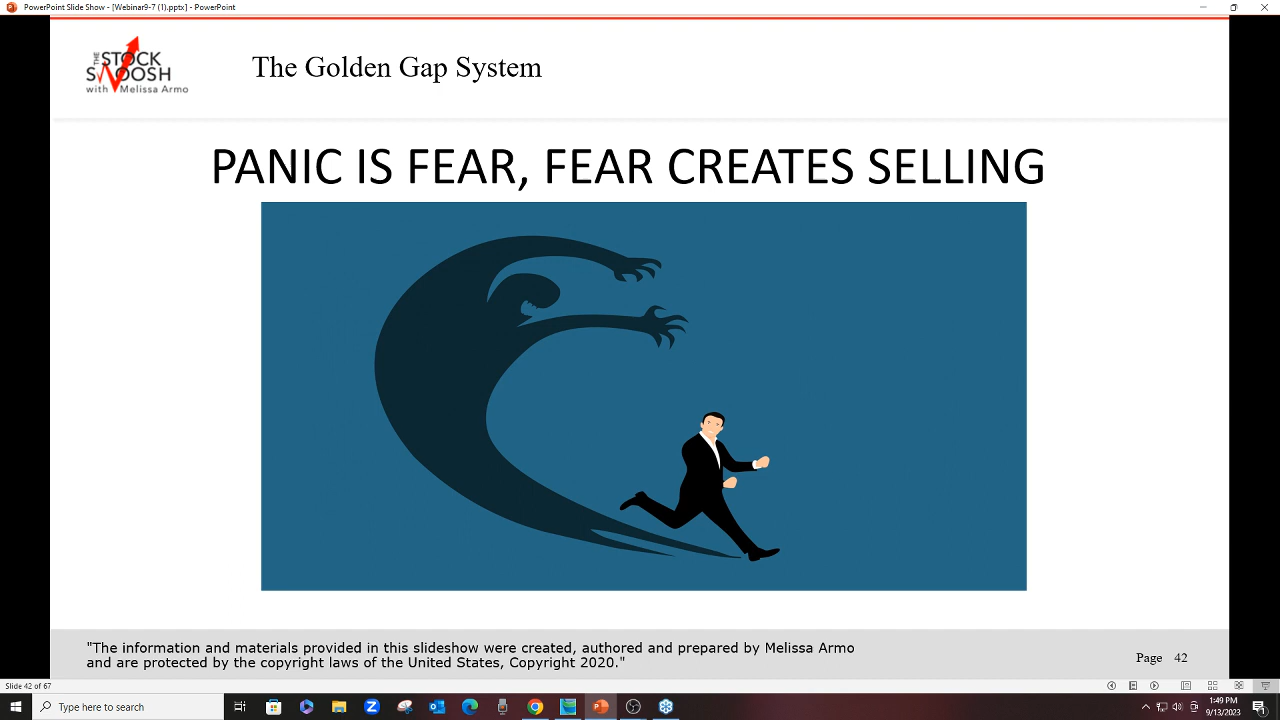 PowerPoint Slide Show - [Webinar9-7 (1).pptx] - PowerPoint
THE STOCK
SWOOSH
with Melissa Armo
The Golden Gap System
PANIC IS FEAR, FEAR CREATES SELLING
"The information and materials provided in this slideshow were created, authored and prepared by Melissa Armo
and are protected by the copyright laws of the United States, Copyright 2020."
Page 42
Slide 42 of 67
Type here to search
1:49 PM
9/13/2023